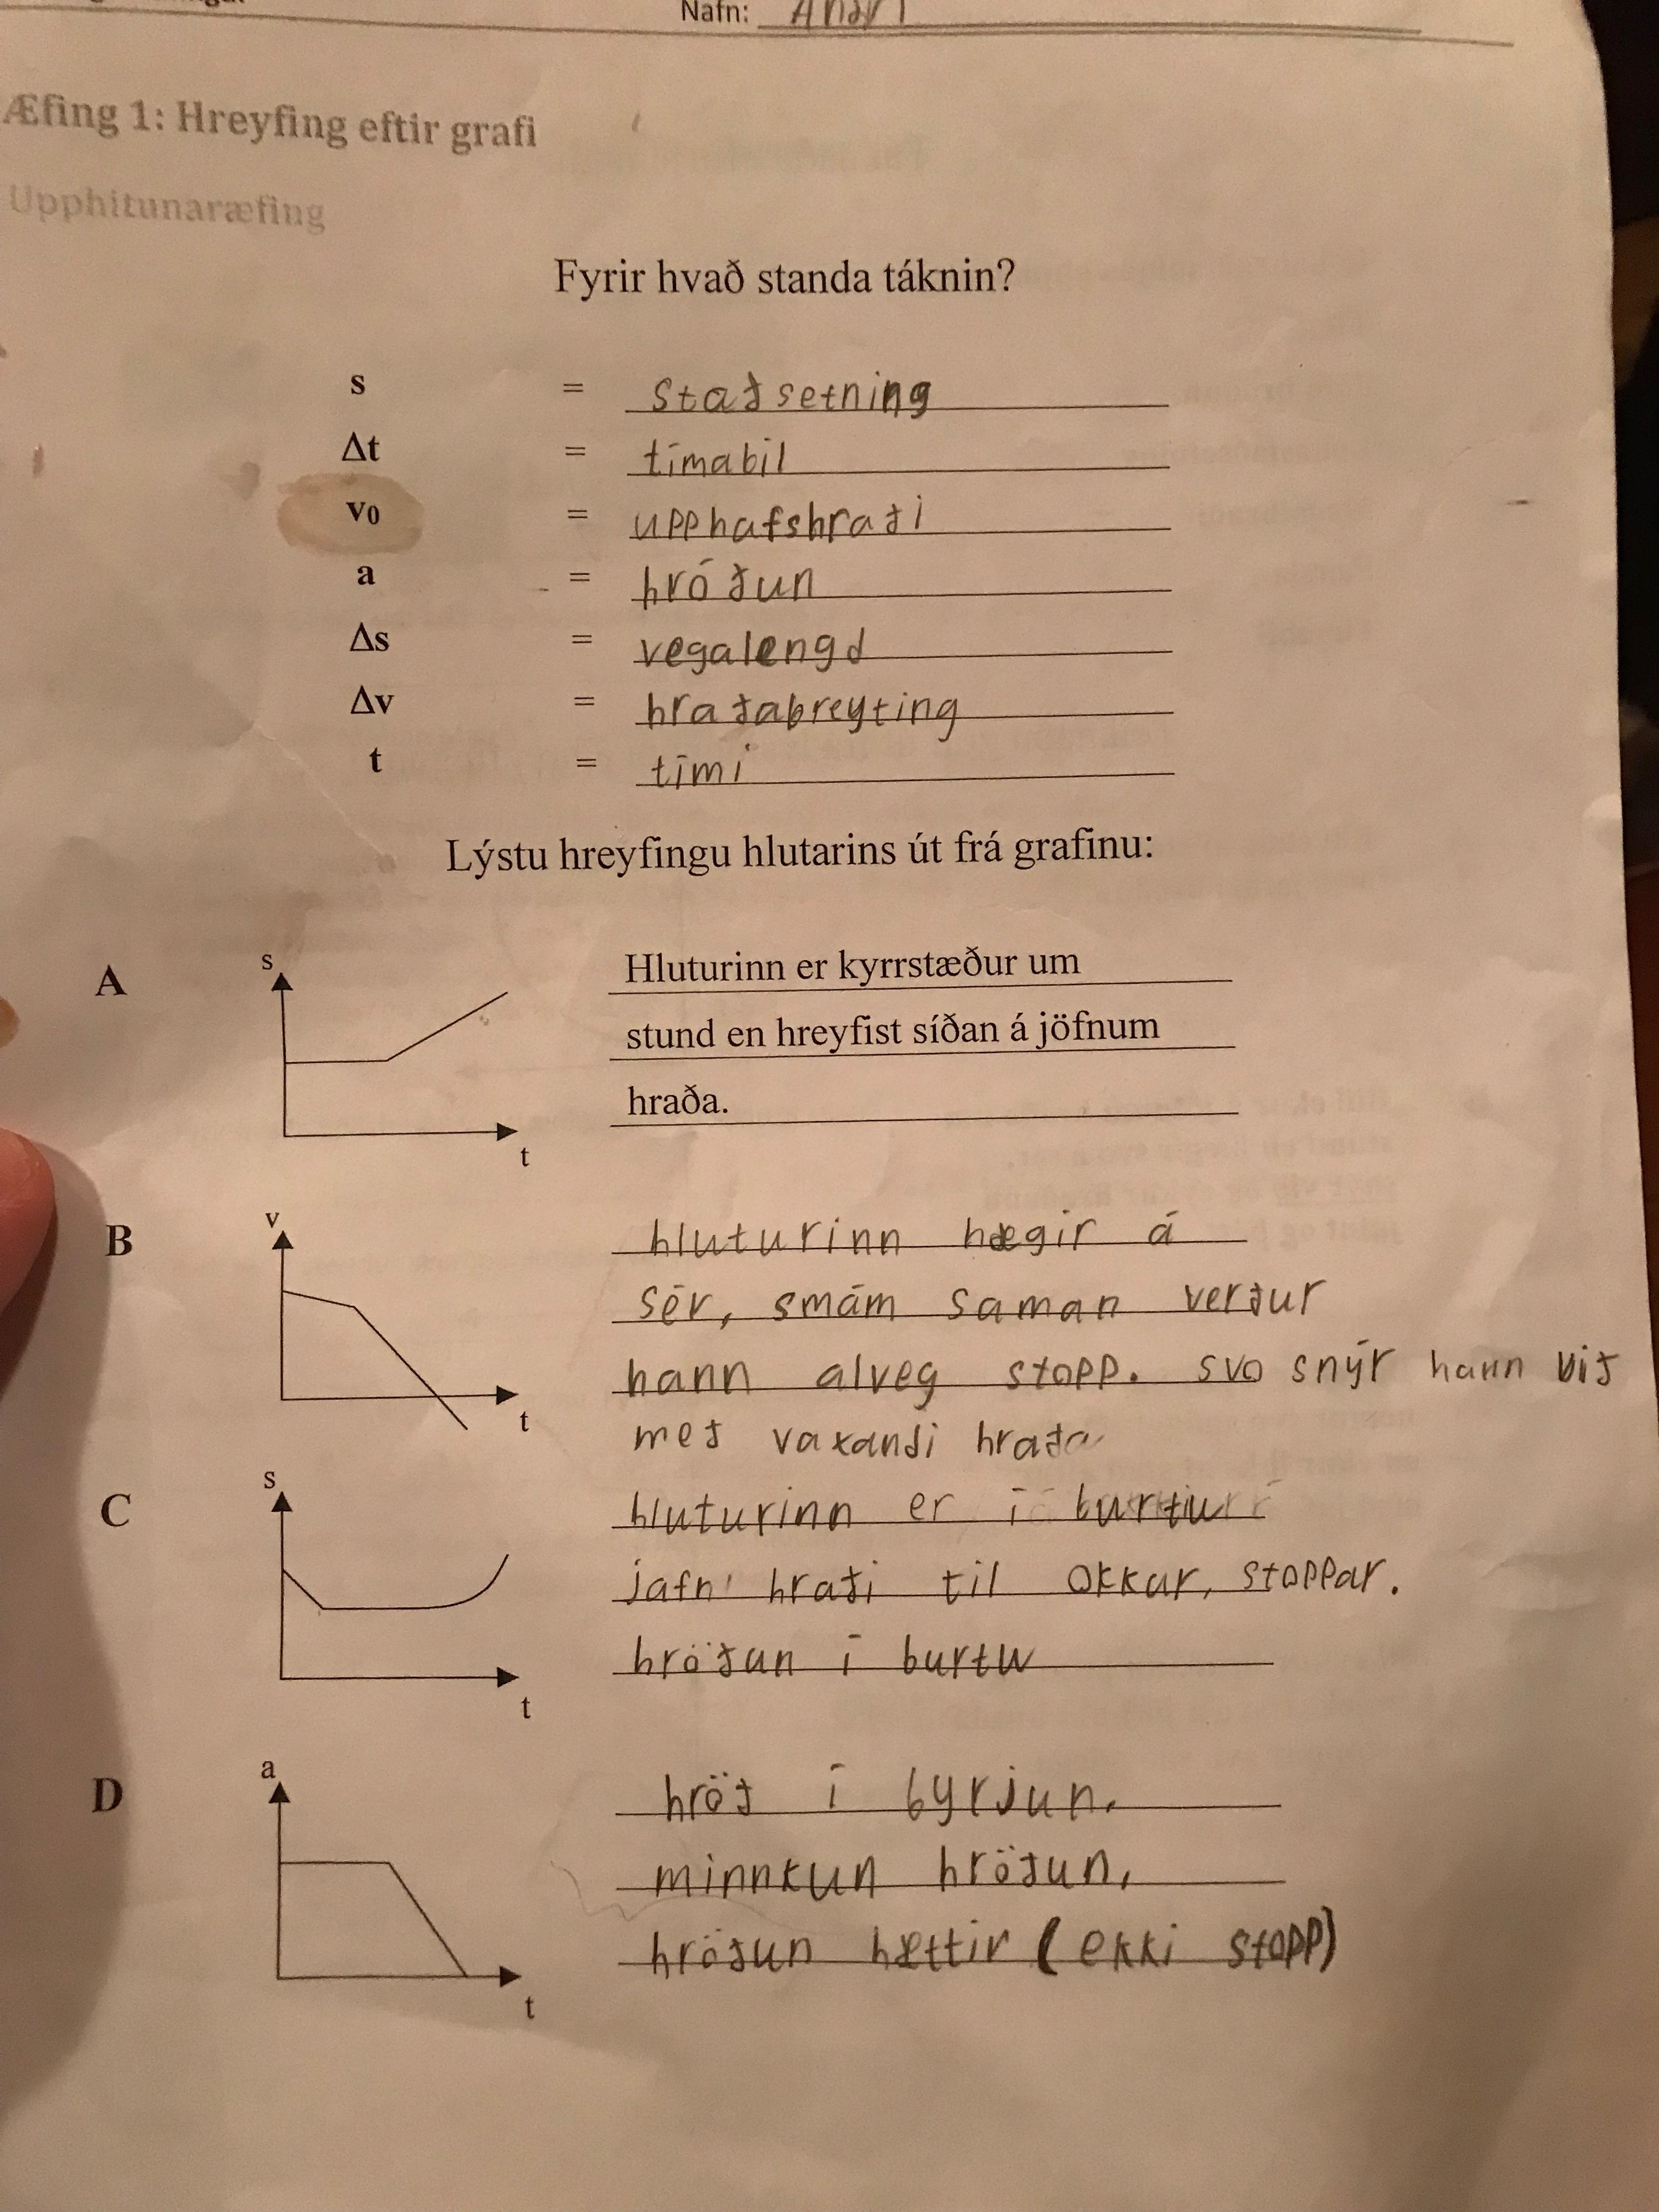 Nafn: Andri
Æfing 1: Hreyfing eftir grafi
Upphitunaræfing
Fyrir hvað standa táknin?
s = staðsetning
Δt = tímabil
v0 = upphafshraði
a = hróðun
Δs = vegalengd
Δv = hraðabreyting
t = tími
Lýstu hreyfingu hlutarins út frá grafinu:
A
s
t
Hluturinn er kyrrstæður um
stund en hreyfist síðan á jöfnum
hraða.
B
v
t
hluturinn hægir á
sér, smám saman verður
hann alveg stopp. svo snýr hann við
með vaxandi hraða
C
s
t
hluturinn er í burtu
jafn hraði til okkar, stoppar.
hröðun í burtu
D
a
t
hröð í byrjun.
minnkun hröðun,
hröðun hættir (ekki stopp)